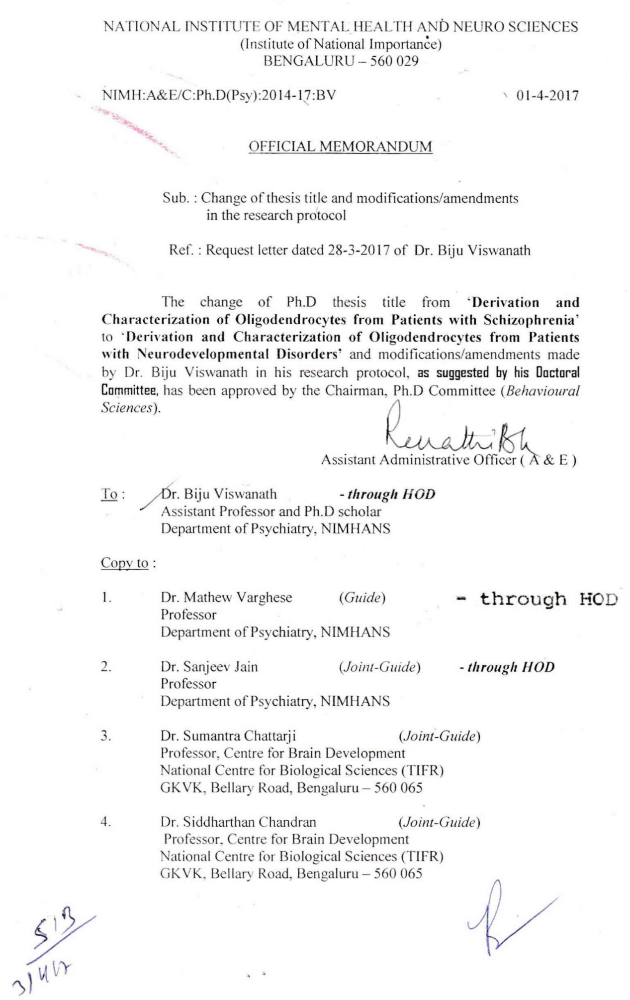 NATIONAL INSTITUTE OF MENTAL HEALTH AND NEURO SCIENCES
(Institute of National Importance)
BENGALURU – 560 029
NIMH:A&E/C:Ph.D(Psy):2014-17:BV 01-4-2017
OFFICIAL MEMORANDUM
Sub. : Change of thesis title and modifications/amendments
in the research protocol
Ref. : Request letter dated 28-3-2017 of Dr. Biju Viswanath
The change of Ph.D thesis title from ‘Derivation and
Characterization of Oligodendrocytes from Patients with Schizophrenia’
to ‘Derivation and Characterization of Oligodendrocytes from Patients
with Neurodevelopmental Disorders’ and modifications/amendments made
by Dr. Biju Viswanath in his research protocol, as suggested by his Doctoral
Committee, has been approved by the Chairman, Ph.D Committee (Behavioural
Sciences).
Assistant Administrative Officer ( A & E )
To : Dr. Biju Viswanath - through HOD
Assistant Professor and Ph.D scholar
Department of Psychiatry, NIMHANS
Copy to :
1. Dr. Mathew Varghese (Guide) - through HOD
Professor
Department of Psychiatry, NIMHANS
2. Dr. Sanjeev Jain (Joint-Guide) - through HOD
Professor
Department of Psychiatry, NIMHANS
3. Dr. Sumantra Chattarji (Joint-Guide)
Professor, Centre for Brain Development
National Centre for Biological Sciences (TIFR)
GKVK, Bellary Road, Bengaluru – 560 065
4. Dr. Siddharthan Chandran (Joint-Guide)
Professor, Centre for Brain Development
National Centre for Biological Sciences (TIFR)
GKVK, Bellary Road, Bengaluru – 560 065
513
3/4/17